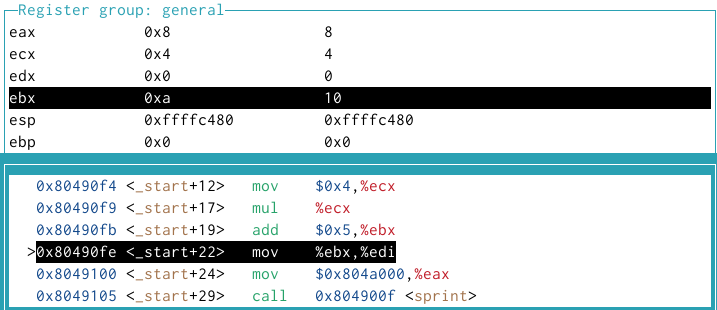 Register group: general
eax 0x8 8
ecx 0x4 4
edx 0x0 0
ebx 0xa 10
esp 0xffffc480 0xffffc480
ebp 0x0 0x0
0x80490f4 <_start+12> mov $0x4,%ecx
0x80490f9 <_start+17> mul %ecx
0x80490fb <_start+19> add $0x5,%ebx
>0x80490fe <_start+22> mov %ebx,%edi
0x8049100 <_start+24> mov $0x804a000,%eax
0x8049105 <_start+29> call 0x804900f <sprint>